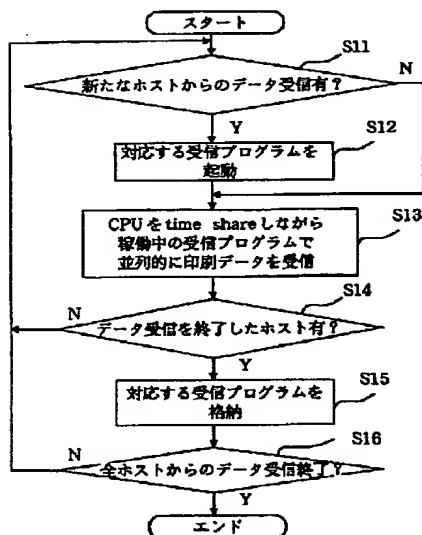 スタート
S11
新たなホストからのデータ受信有？
N
Y
S12
対応する受信プログラムを
起動
S13
CPUをtime shareしながら
稼働中の受信プログラムで
並列的に印刷データを受信
S14
N
データ受信を終了したホスト有？
Y
S15
対応する受信プログラムを
格納
S16
N
全ホストからのデータ受信終了？
Y
エンド